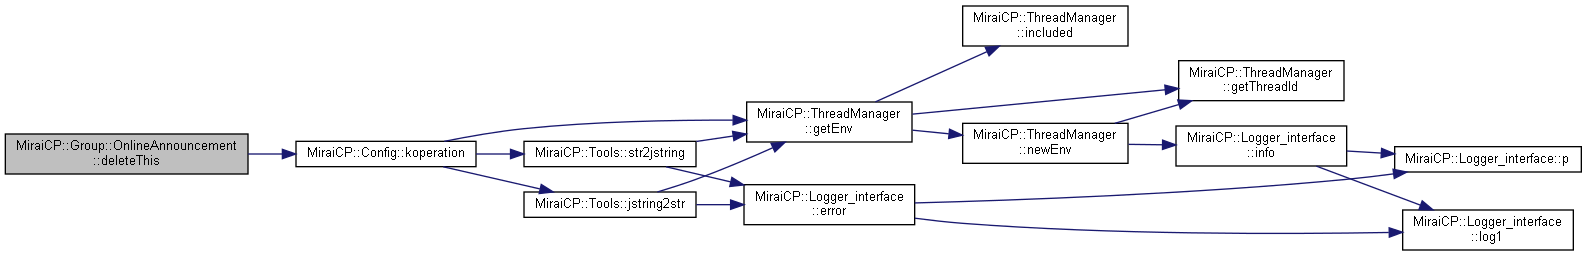 MiraiCP::Group::OnlineAnnouncement
::deleteThis
MiraiCP::Config::koperation
MiraiCP::Tools::str2jstring
MiraiCP::Tools::jstring2str
MiraiCP::ThreadManager
::getEnv
MiraiCP::Logger_interface
::error
MiraiCP::ThreadManager
::included
MiraiCP::ThreadManager
::newEnv
MiraiCP::ThreadManager
::getThreadId
MiraiCP::Logger_interface
::info
MiraiCP::Logger_interface::p
MiraiCP::Logger_interface
::log1